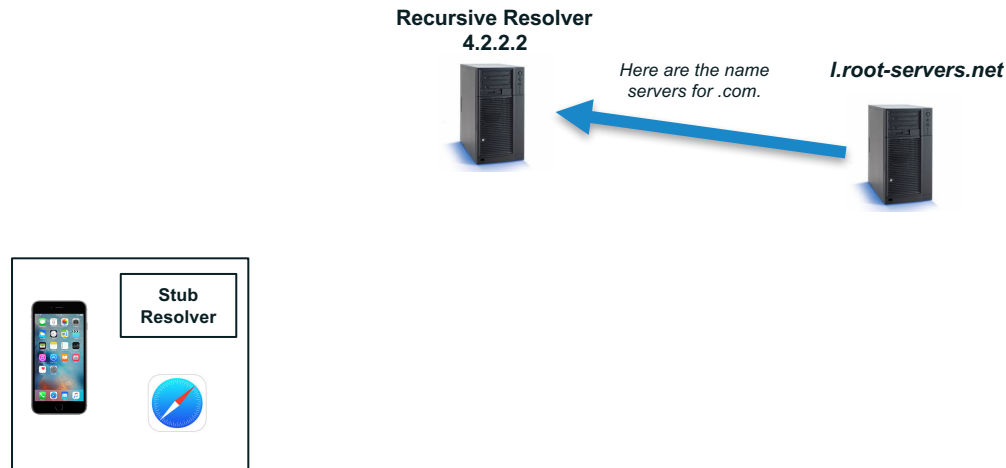 Recursive Resolver
4.2.2.2
Here are the name
servers for .com.
l.root-servers.net
Stub
Resolver